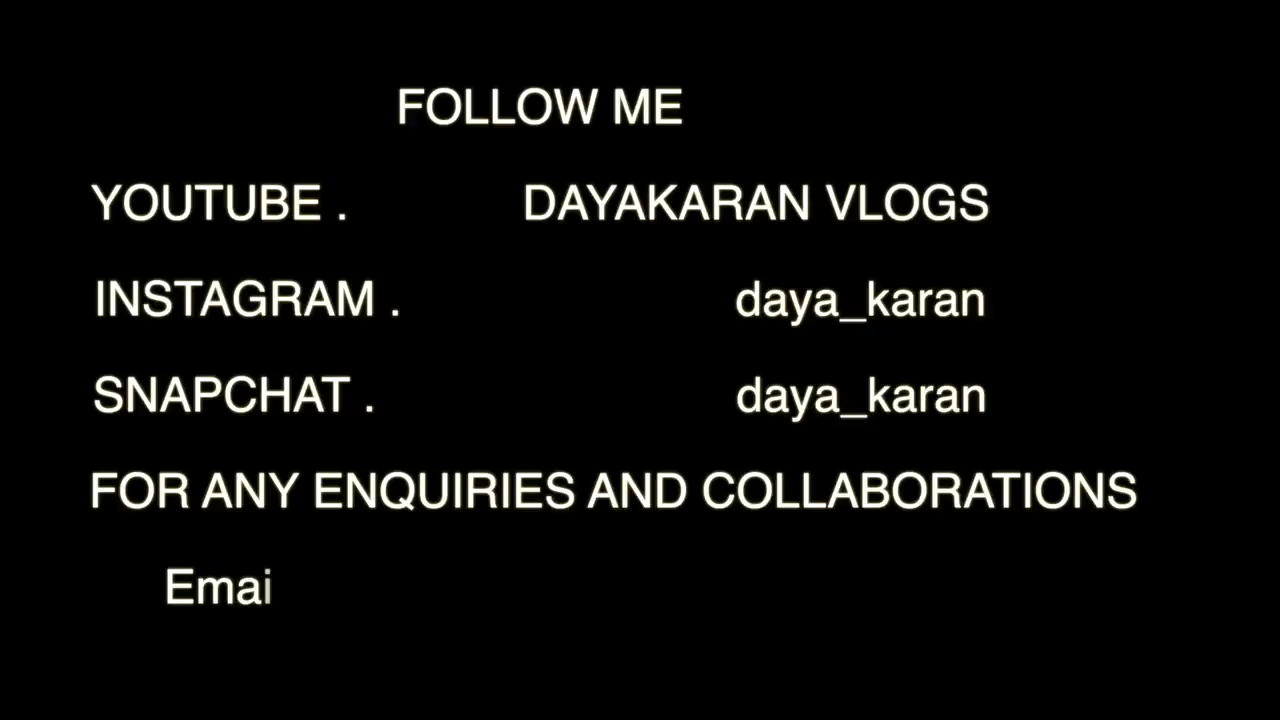 FOLLOW ME
YOUTUBE . DAYAKARAN VLOGS
INSTAGRAM . daya_karan
SNAPCHAT . daya_karan
FOR ANY ENQUIRIES AND COLLABORATIONS
Emai